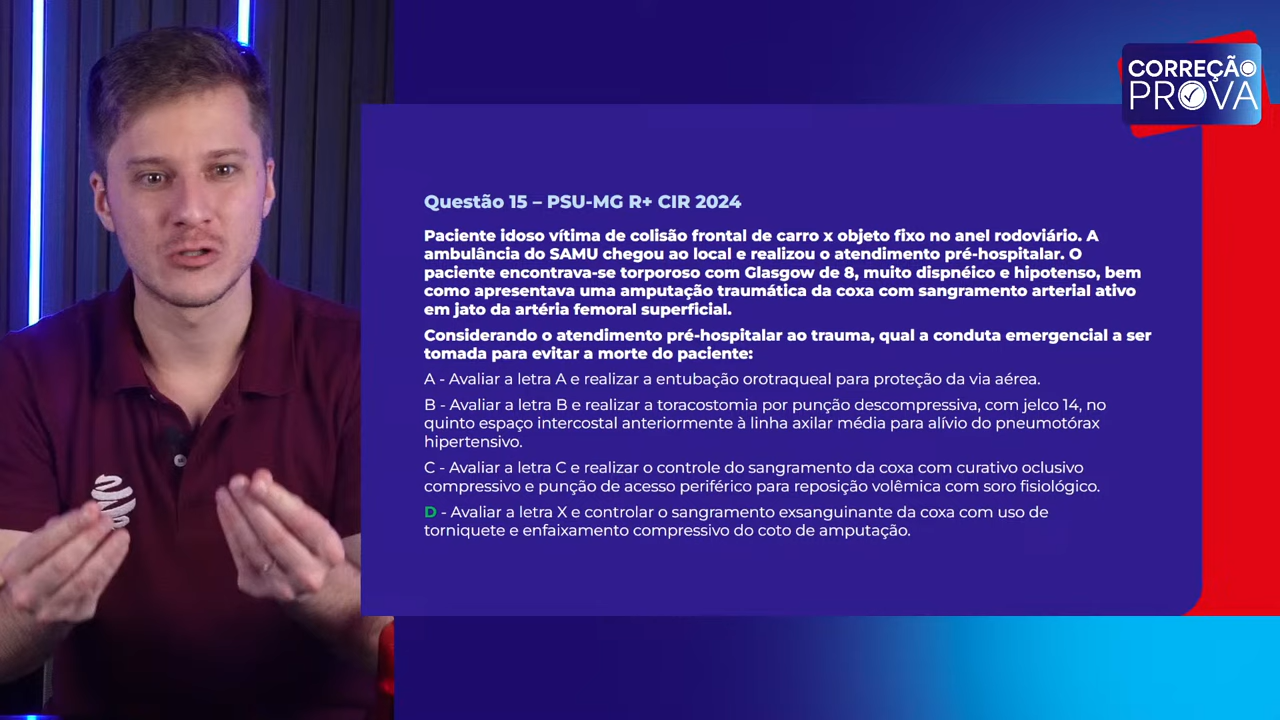 CORREÇÃO
PROVA
Questão 15 – PSU-MG R+ CIR 2024
Paciente idoso vítima de colisão frontal de carro x objeto fixo no anel rodoviário. A
ambulância do SAMU chegou ao local e realizou o atendimento pré-hospitalar. O
paciente encontrava-se torporoso com Glasgow de 8, muito dispnéico e hipotenso, bem
como apresentava uma amputação traumática da coxa com sangramento arterial ativo
em jato da artéria femoral superficial.
Considerando o atendimento pré-hospitalar ao trauma, qual a conduta emergencial a ser
tomada para evitar a morte do paciente:
A - Avaliar a letra A e realizar a entubação orotraqueal para proteção da via aérea.
B - Avaliar a letra B e realizar a toracostomia por punção descompressiva, com jelco 14, no
quinto espaço intercostal anteriormente à linha axilar média para alívio do pneumotórax
hipertensivo.
C - Avaliar a letra C e realizar o controle do sangramento da coxa com curativo oclusivo
compressivo e punção de acesso periférico para reposição volêmica com soro fisiológico.
D - Avaliar a letra X e controlar o sangramento exsanguinante da coxa com uso de
torniquete e enfaixamento compressivo do coto de amputação.